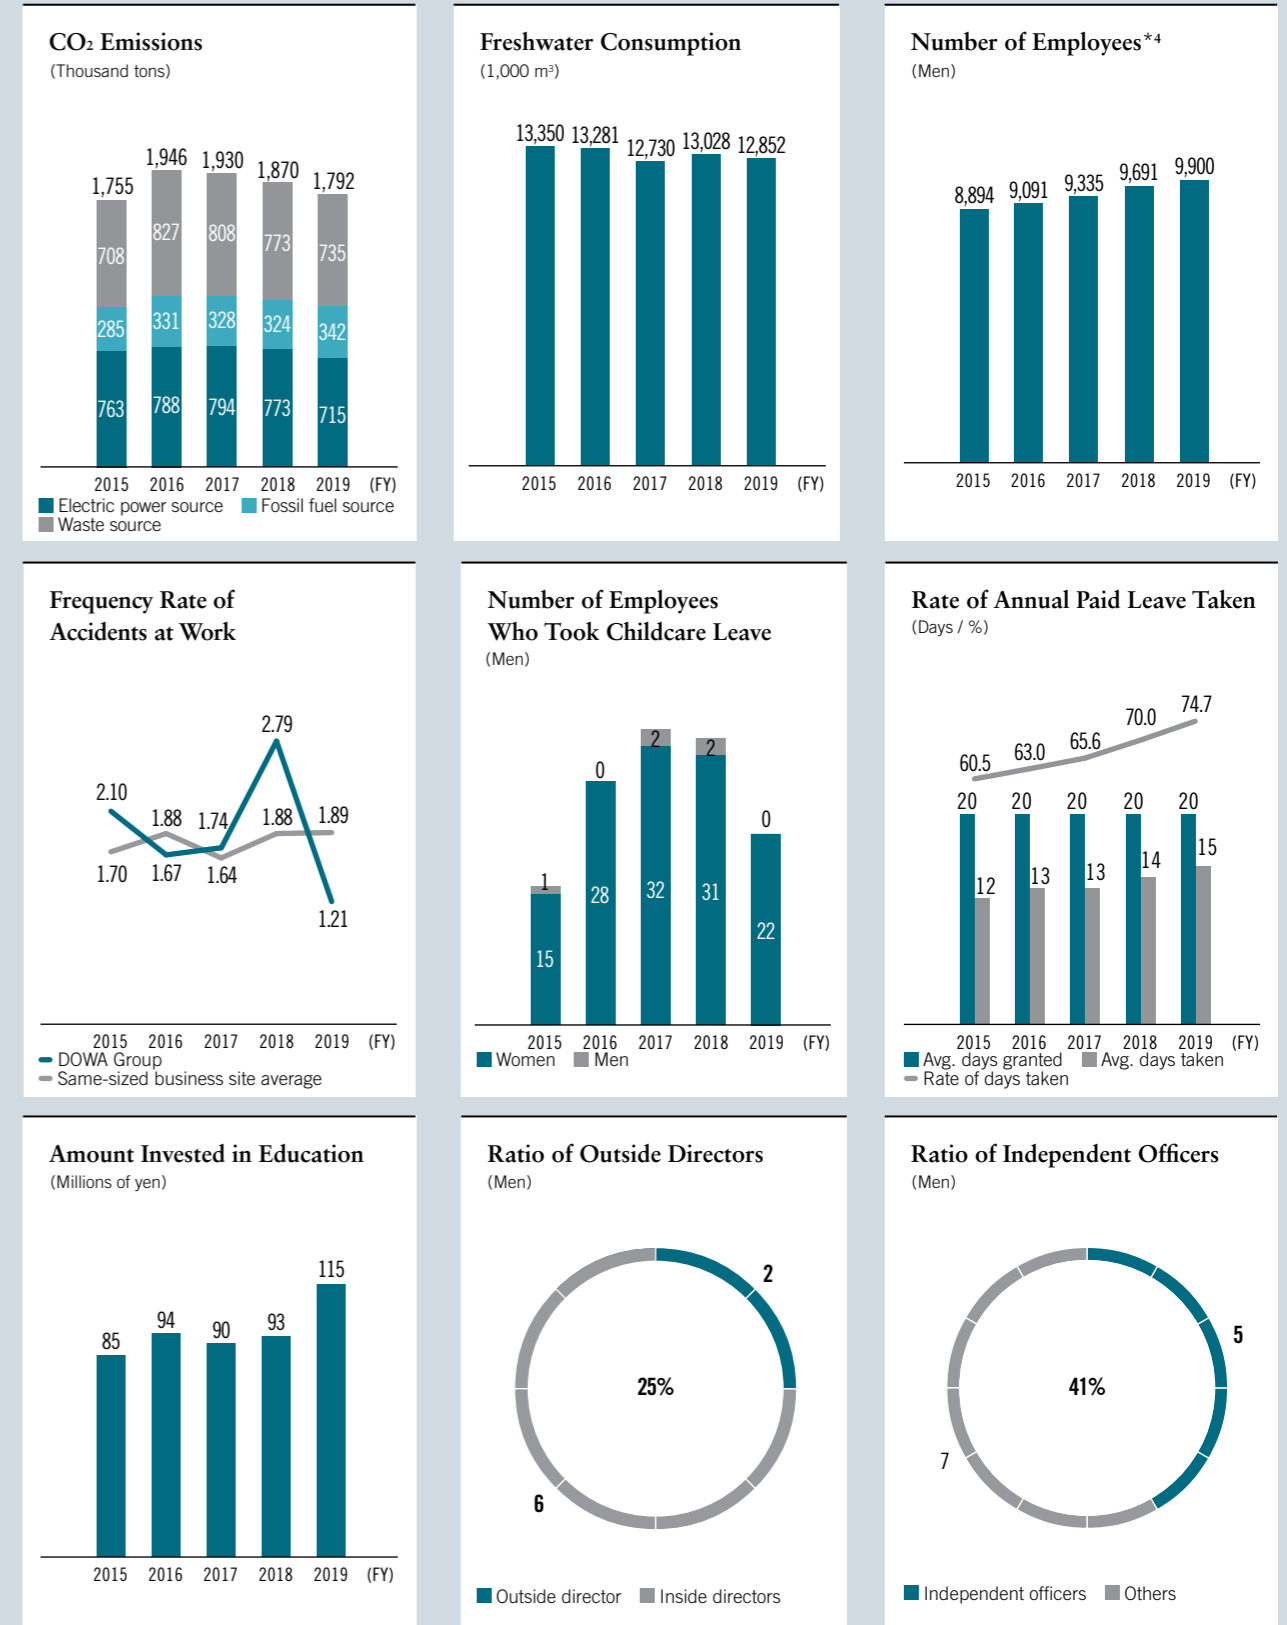 CO2 Emissions
(Thousand tons)
1,755 1,946 1,930 1,870 1,792
708 827 808 773 735
285 331 328 324 342
763 788 794 773 715
2015 2016 2017 2018 2019 (FY)
Electric power source Fossil fuel source
Waste source
Freshwater Consumption
(1,000 m³)
13,350 13,281 12,730 13,028 12,852
2015 2016 2017 2018 2019 (FY)
Number of Employees*4
(Men)
8,894 9,091 9,335 9,691 9,900
2015 2016 2017 2018 2019 (FY)
Frequency Rate of
Accidents at Work
2.79
2.10
1.88 1.74 1.88 1.89
1.70 1.67 1.64
1.21
2015 2016 2017 2018 2019 (FY)
DOWA Group
Same-sized business site average
Number of Employees
Who Took Childcare Leave
(Men)
1 0 2 2 0
15 28 32 31 22
2015 2016 2017 2018 2019 (FY)
Women Men
Rate of Annual Paid Leave Taken
(Days / %)
60.5 63.0 65.6 70.0 74.7
20 20 20 20 20
12 13 13 14 15
2015 2016 2017 2018 2019 (FY)
Avg. days granted Avg. days taken
Rate of days taken
Amount Invested in Education
(Millions of yen)
85 94 90 93 115
2015 2016 2017 2018 2019 (FY)
Ratio of Outside Directors
(Men)
2
25%
6
Outside director Inside directors
Ratio of Independent Officers
(Men)
5
41%
7
Independent officers Others